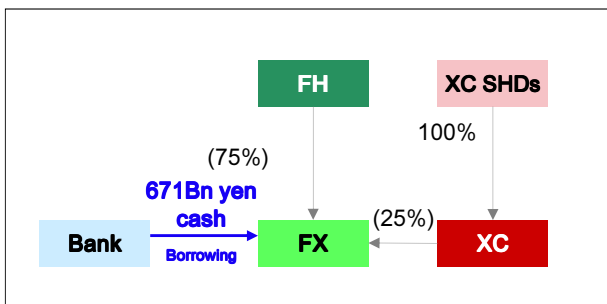 FH
XC SHDs
100%
(75%)
671Bn yen
cash
(25%)
Bank
Borrowing
FX
XC